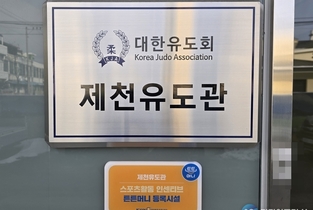 柔
대한유도회
Korea Judo Association
제천유도관
제천유도관
스포츠활동 인센티브
튼튼머니 등록시설